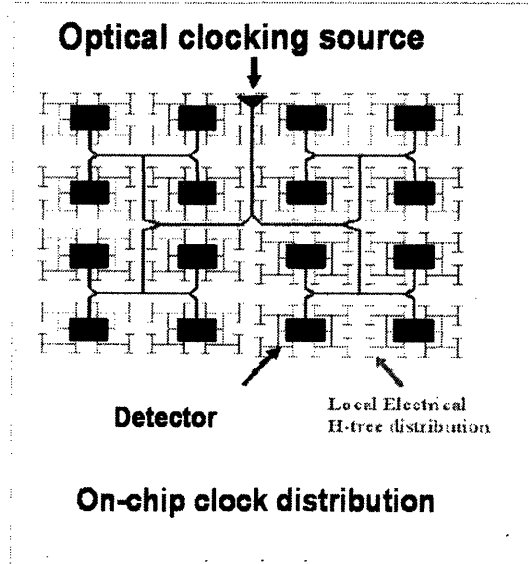 Optical clocking source
Detector
Local Electrical
H-tree distribution
On-chip clock distribution